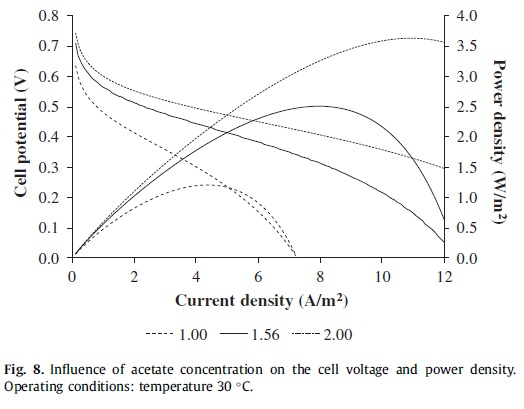 0.8
0.7
0.6
0.5
0.4
0.3
0.2
0.1
0.0
Cell potential (V)
4.0
3.5
3.0
2.5
2.0
1.5
1.0
0.5
0.0
Power density (W/m²)
0 2 4 6 8 10 12
Current density (A/m²)
1.00 1.56 2.00
Fig. 8. Influence of acetate concentration on the cell voltage and power density.
Operating conditions: temperature 30 °C.